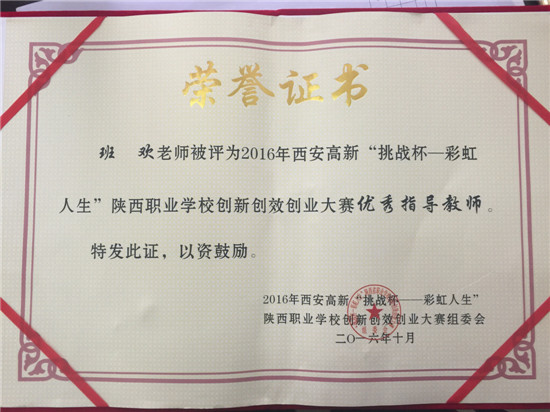 荣誉证书
班 欢老师被评为2016年西安高新“挑战杯—彩虹
人生”陕西职业学校创新创效创业大赛优秀指导教师。
特发此证，以资鼓励。
2016年西安高新“挑战杯——彩虹人生”
陕西职业学校创新创效创业大赛组委会
二〇一六年十月